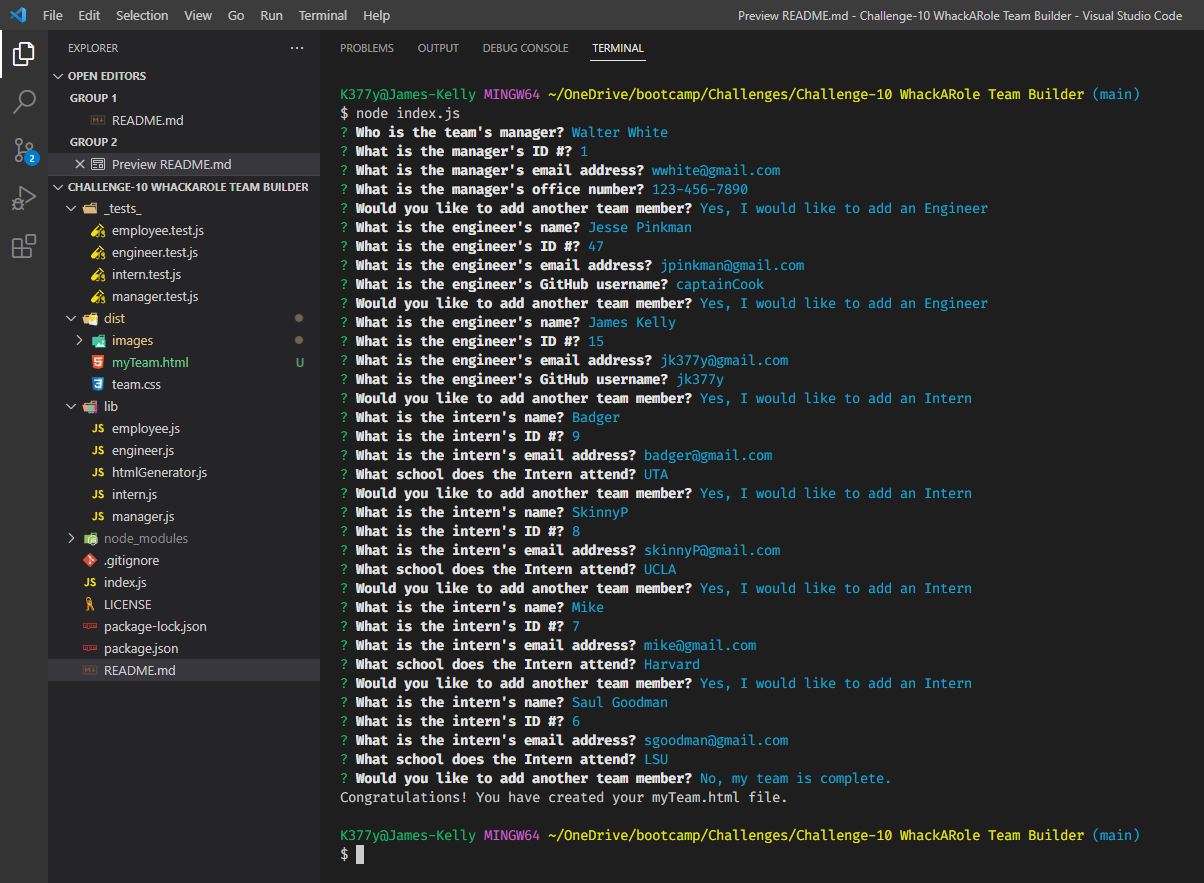 File Edit Selection View Go Run Terminal Help
Preview README.md - Challenge-10 WhackARole Team Builder - Visual Studio Code
EXPLORER
OPEN EDITORS
GROUP 1
README.md
GROUP 2
Preview README.md
CHALLENGE-10 WHACKAROLE TEAM BUILDER
_tests_
employee.test.js
engineer.test.js
intern.test.js
manager.test.js
dist
images
myTeam.html U
team.css
lib
JS employee.js
JS engineer.js
JS htmlGenerator.js
JS intern.js
JS manager.js
node_modules
.gitignore
JS index.js
LICENSE
package-lock.json
package.json
README.md
2
PROBLEMS OUTPUT DEBUG CONSOLE TERMINAL
K377y@James-Kelly MINGW64 ~/OneDrive/bootcamp/Challenges/Challenge-10 WhackARole Team Builder (main)
$ node index.js
? Who is the team's manager? Walter White
? What is the manager's ID #? 1
? What is the manager's email address? wwhite@gmail.com
? What is the manager's office number? 123-456-7890
? Would you like to add another team member? Yes, I would like to add an Engineer
? What is the engineer's name? Jesse Pinkman
? What is the engineer's ID #? 47
? What is the engineer's email address? jpinkman@gmail.com
? What is the engineer's GitHub username? captainCook
? Would you like to add another team member? Yes, I would like to add an Engineer
? What is the engineer's name? James Kelly
? What is the engineer's ID #? 15
? What is the engineer's email address? jk377y@gmail.com
? What is the engineer's GitHub username? jk377y
? Would you like to add another team member? Yes, I would like to add an Intern
? What is the intern's name? Badger
? What is the intern's ID #? 9
? What is the intern's email address? badger@gmail.com
? What school does the Intern attend? UTA
? Would you like to add another team member? Yes, I would like to add an Intern
? What is the intern's name? SkinnyP
? What is the intern's ID #? 8
? What is the intern's email address? skinnyP@gmail.com
? What school does the Intern attend? UCLA
? Would you like to add another team member? Yes, I would like to add an Intern
? What is the intern's name? Mike
? What is the intern's ID #? 7
? What is the intern's email address? mike@gmail.com
? What school does the Intern attend? Harvard
? Would you like to add another team member? Yes, I would like to add an Intern
? What is the intern's name? Saul Goodman
? What is the intern's ID #? 6
? What is the intern's email address? sgoodman@gmail.com
? What school does the Intern attend? LSU
? Would you like to add another team member? No, my team is complete.
Congratulations! You have created your myTeam.html file.
K377y@James-Kelly MINGW64 ~/OneDrive/bootcamp/Challenges/Challenge-10 WhackARole Team Builder (main)
$